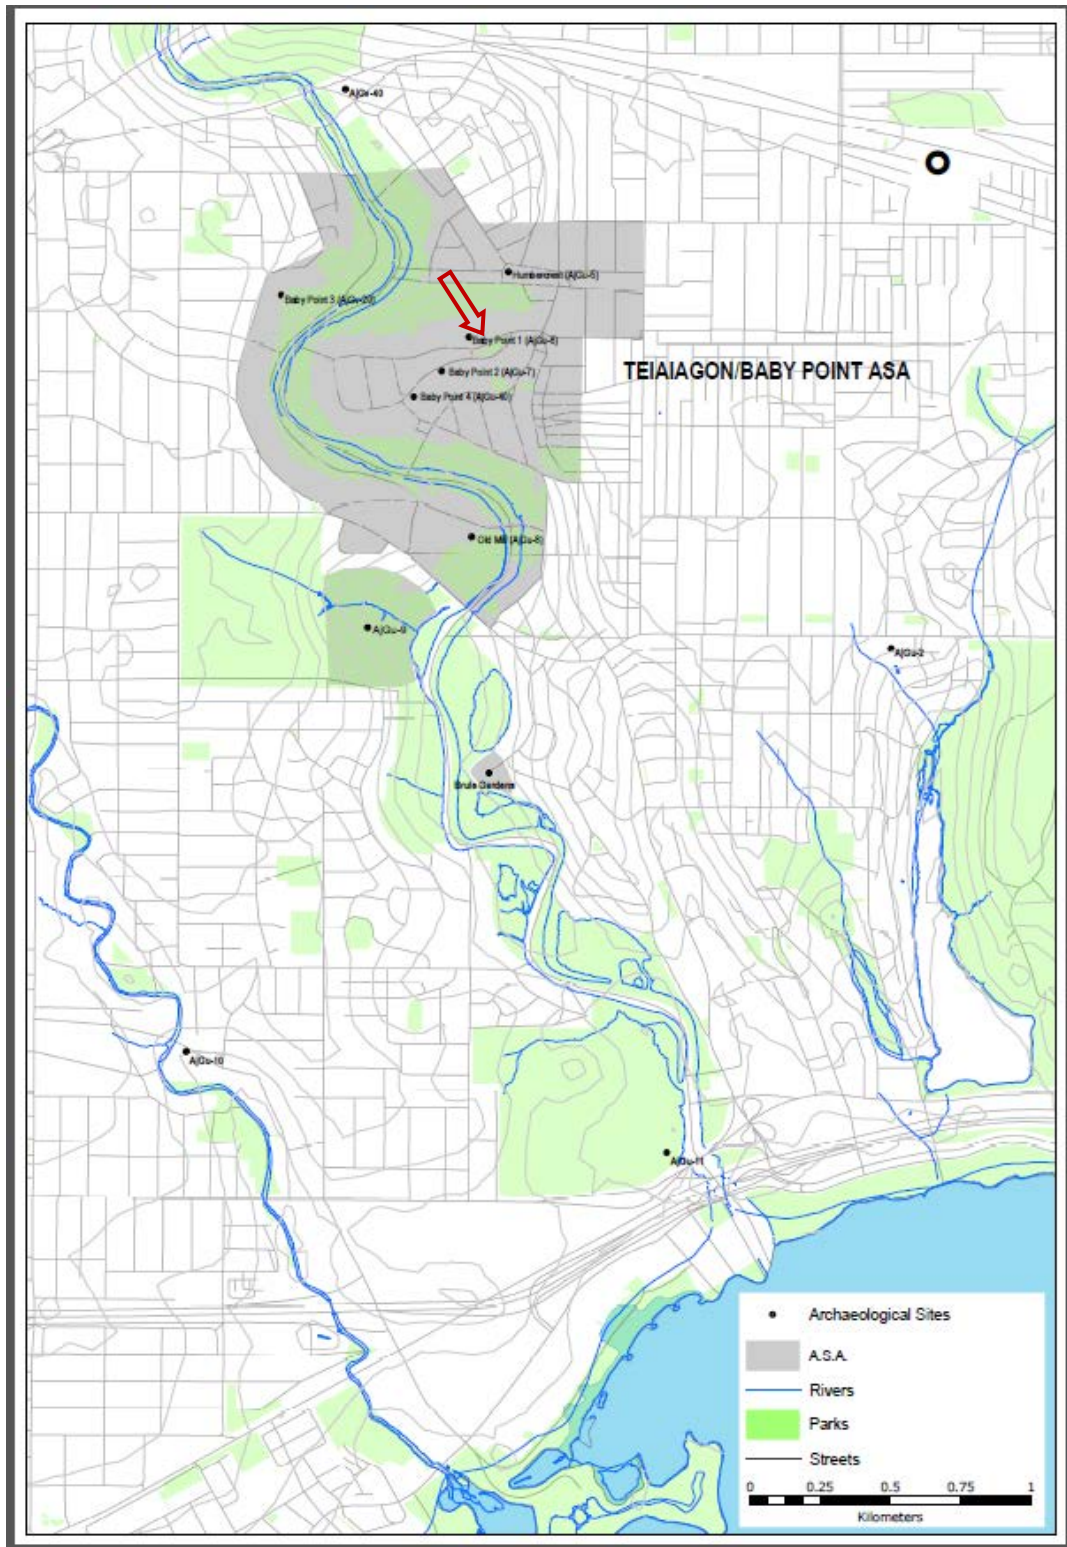 AjGv-40
Humbercrest (AjGu-5)
Baby Point 3 (AjGu-20)
Baby Point 1 (AjGu-6)
TEIAIAGON/BABY POINT ASA
Baby Point 2 (AjGu-7)
Baby Point 4 (AjGu-40)
Old Mill (AjGu-8)
AjGu-9
AjGu-2
Brule Gardens
AjGu-10
AjGu-11
Archaeological Sites
A.S.A.
Rivers
Parks
Streets
0 0.25 0.5 0.75 1
Kilometers